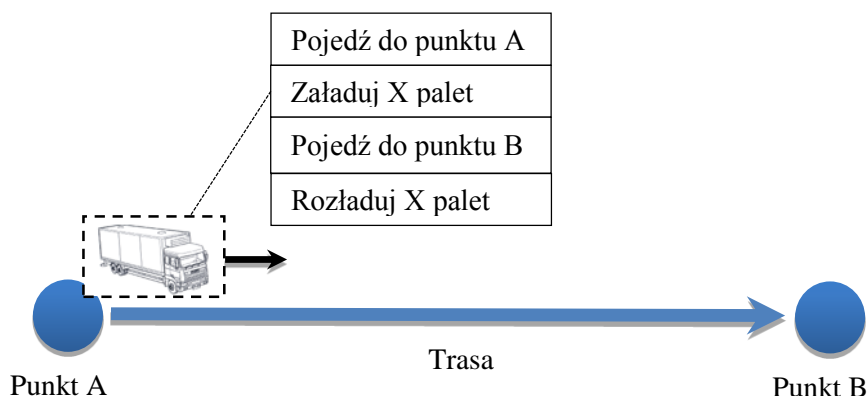 Pojedź do punktu A
Załaduj X palet
Pojedź do punktu B
Rozładuj X palet
Trasa
Punkt A
Punkt B